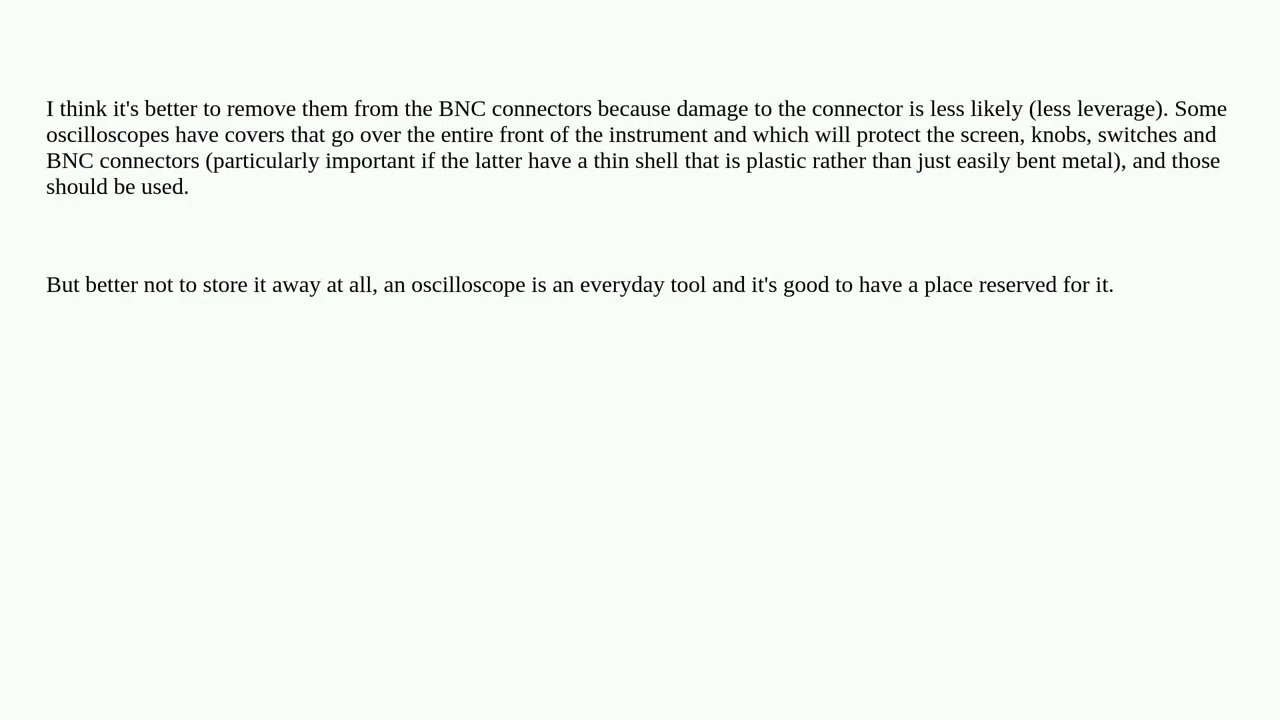 I think it's better to remove them from the BNC connectors because damage to the connector is less likely (less leverage). Some
oscilloscopes have covers that go over the entire front of the instrument and which will protect the screen, knobs, switches and
BNC connectors (particularly important if the latter have a thin shell that is plastic rather than just easily bent metal), and those
should be used.
But better not to store it away at all, an oscilloscope is an everyday tool and it's good to have a place reserved for it.